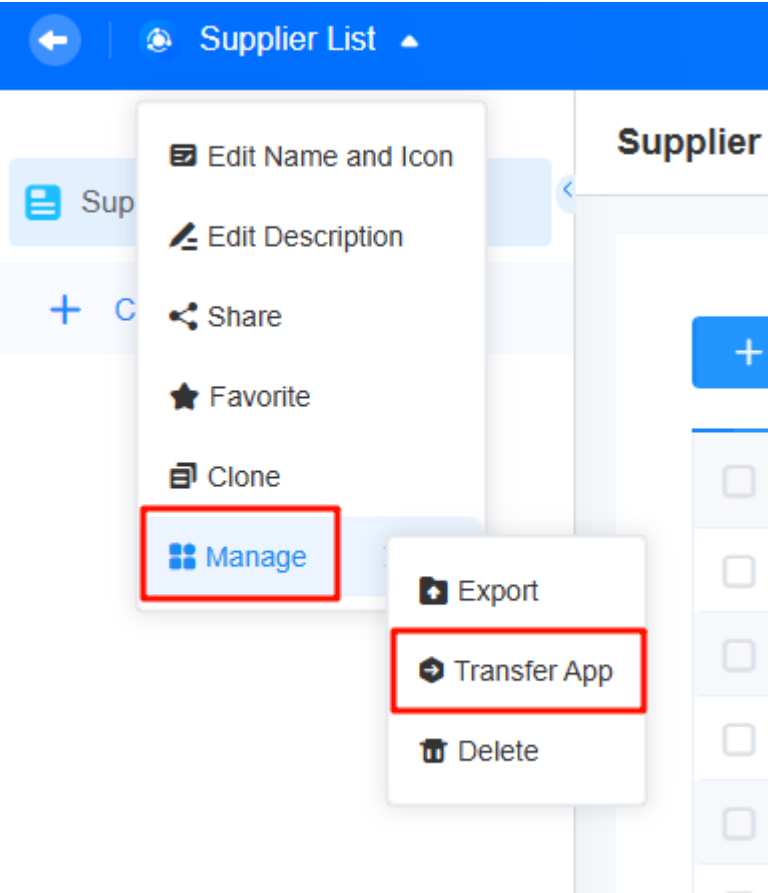 Supplier List
Edit Name and Icon
Supplier
Sup
Edit Description
C
Share
Favorite
Clone
Manage
Export
Transfer App
Delete